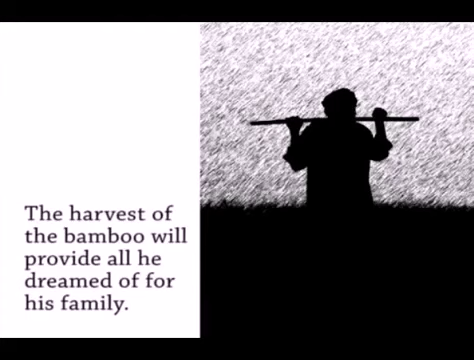 The harvest of
the bamboo will
provide all he
dreamed of for
his family.